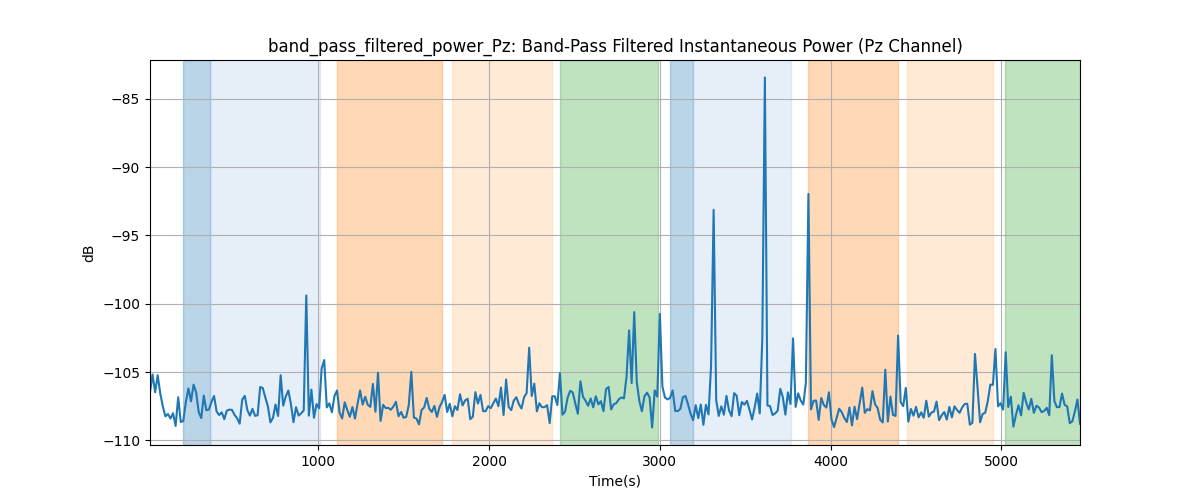 band_pass_filtered_power_Pz: Band-Pass Filtered Instantaneous Power (Pz Channel)
−85
−90
−95
−100
−105
−110
dB
1000 2000 3000 4000 5000
Time(s)